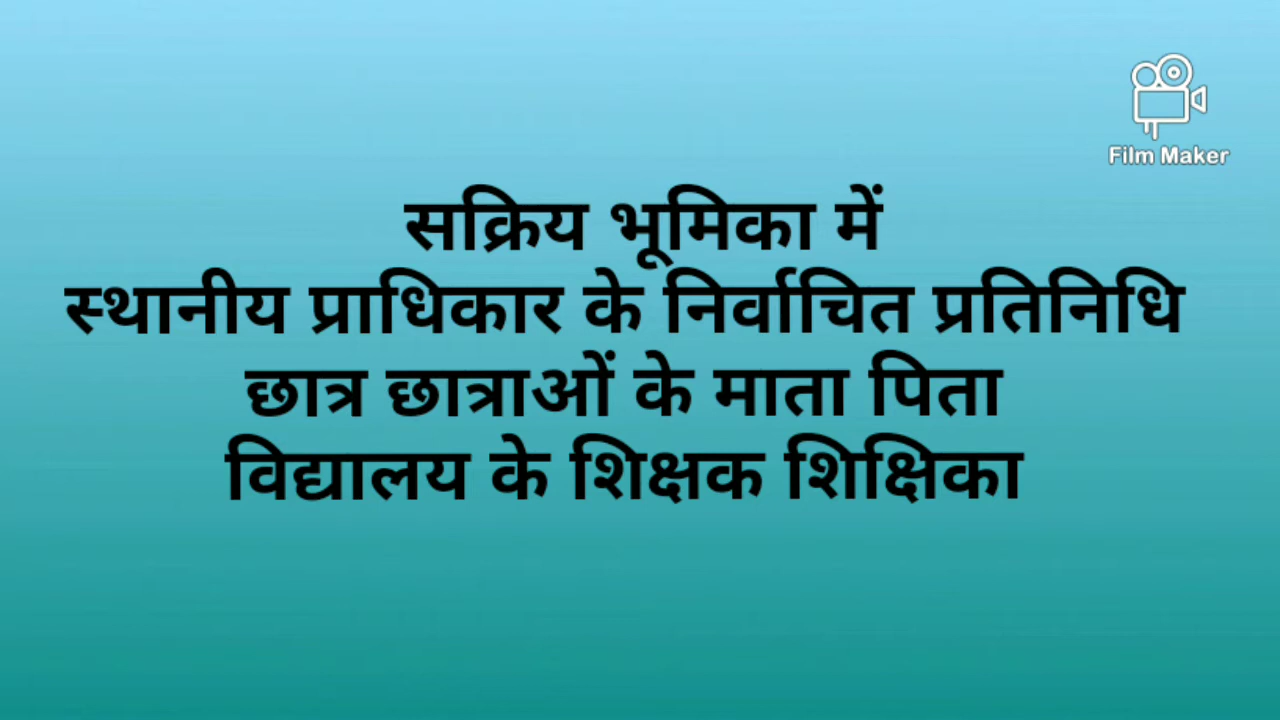 Film Maker
सक्रिय भूमिका में
स्थानीय प्राधिकार के निर्वाचित प्रतिनिधि
छात्र छात्राओं के माता पिता
विद्यालय के शिक्षक शिक्षिका